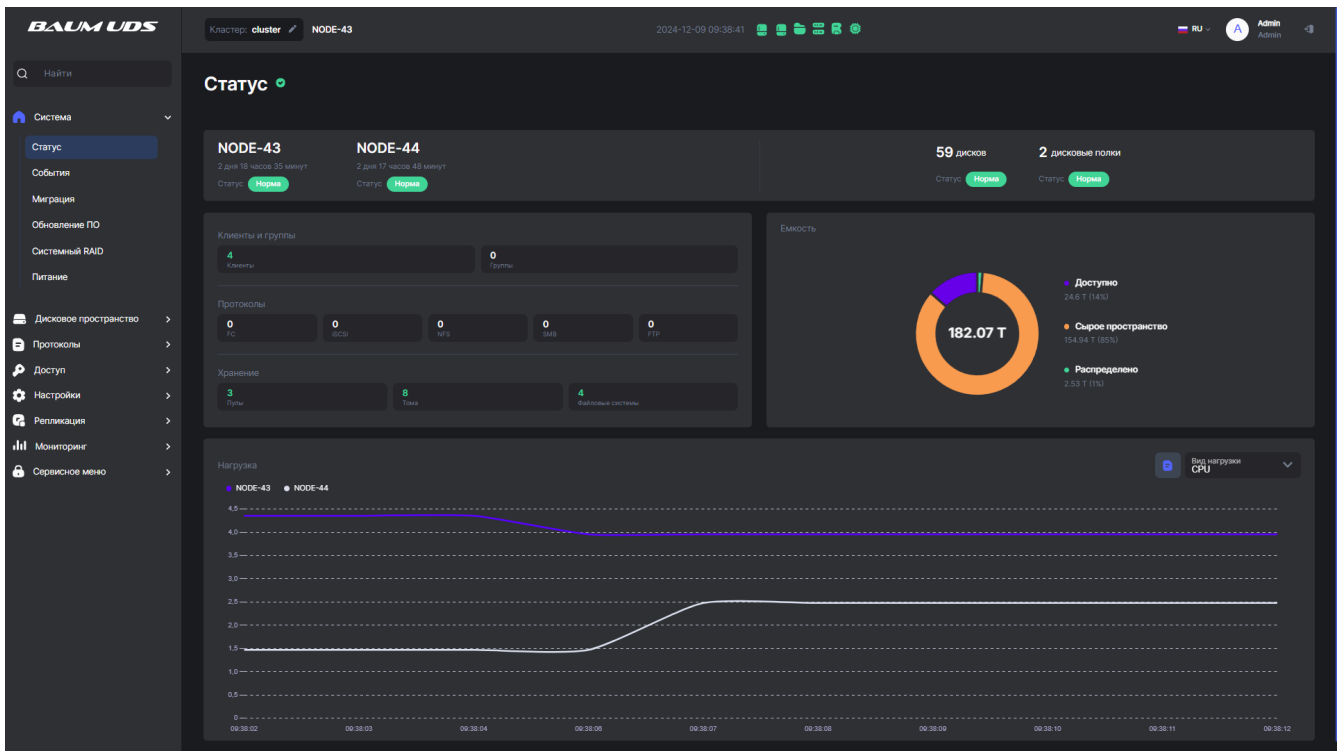 BAUM UDS
Кластер: cluster
NODE-43
2024-12-09 09:38:41
RU
A
Admin
Admin
Найти
Система
Статус
События
Миграция
Обновление ПО
Системный RAID
Питание
Дисковое пространство
Протоколы
Доступ
Настройки
Репликация
Мониторинг
Сервисное меню
Статус
NODE-43
2 дня 18 часов 35 минут
Статус Норма
NODE-44
2 дня 17 часов 48 минут
Статус Норма
59 дисков
Статус Норма
2 дисковые полки
Статус Норма
Клиенты и группы
4
Клиенты
0
Группы
Протоколы
0
FC
0
iSCSI
0
NFS
0
SMB
0
FTP
Хранение
3
Пулы
8
Тома
4
Файловые системы
Емкость
182.07 T
Доступно
24.6 T (14%)
Сырое пространство
154.94 T (85%)
Распределено
2.53 T (1%)
Нагрузка
Вид нагрузки
CPU
NODE-43 NODE-44
4,5
4,0
3,5
3,0
2,5
2,0
1,5
1,0
0,5
0
09:38:02 09:38:03 09:38:04 09:38:06 09:38:07 09:38:08 09:38:09 09:38:10 09:38:11 09:38:12